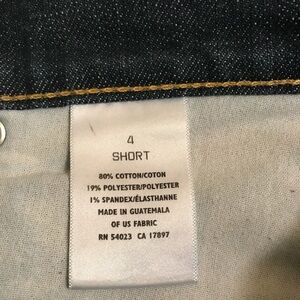 4
SHORT
80% COTTON/COTON
19% POLYESTER/POLYESTER
1% SPANDEX/ÉLASTHANNE
MADE IN GUATEMALA
OF US FABRIC
RN 54023 CA 17897